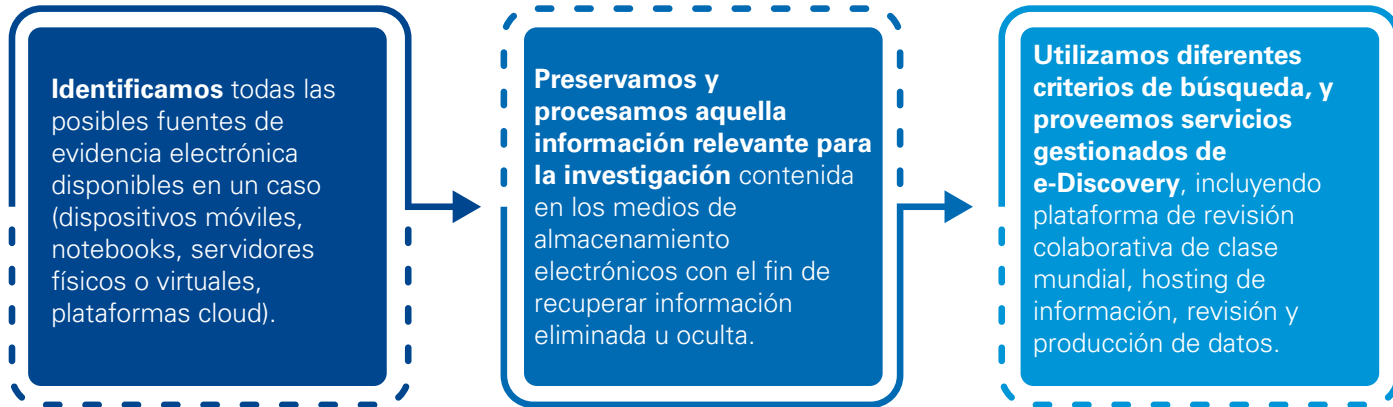 Identificamos todas las
posibles fuentes de
evidencia electrónica
disponibles en un caso
(dispositivos móviles,
notebooks, servidores
físicos o virtuales,
plataformas cloud).
Preservamos y
procesamos aquella
información relevante para
la investigación contenida
en los medios de
almacenamiento
electrónicos con el fin de
recuperar información
eliminada u oculta.
Utilizamos diferentes
criterios de búsqueda, y
proveemos servicios
gestionados de
e-Discovery, incluyendo
plataforma de revisión
colaborativa de clase
mundial, hosting de
información, revisión y
producción de datos.